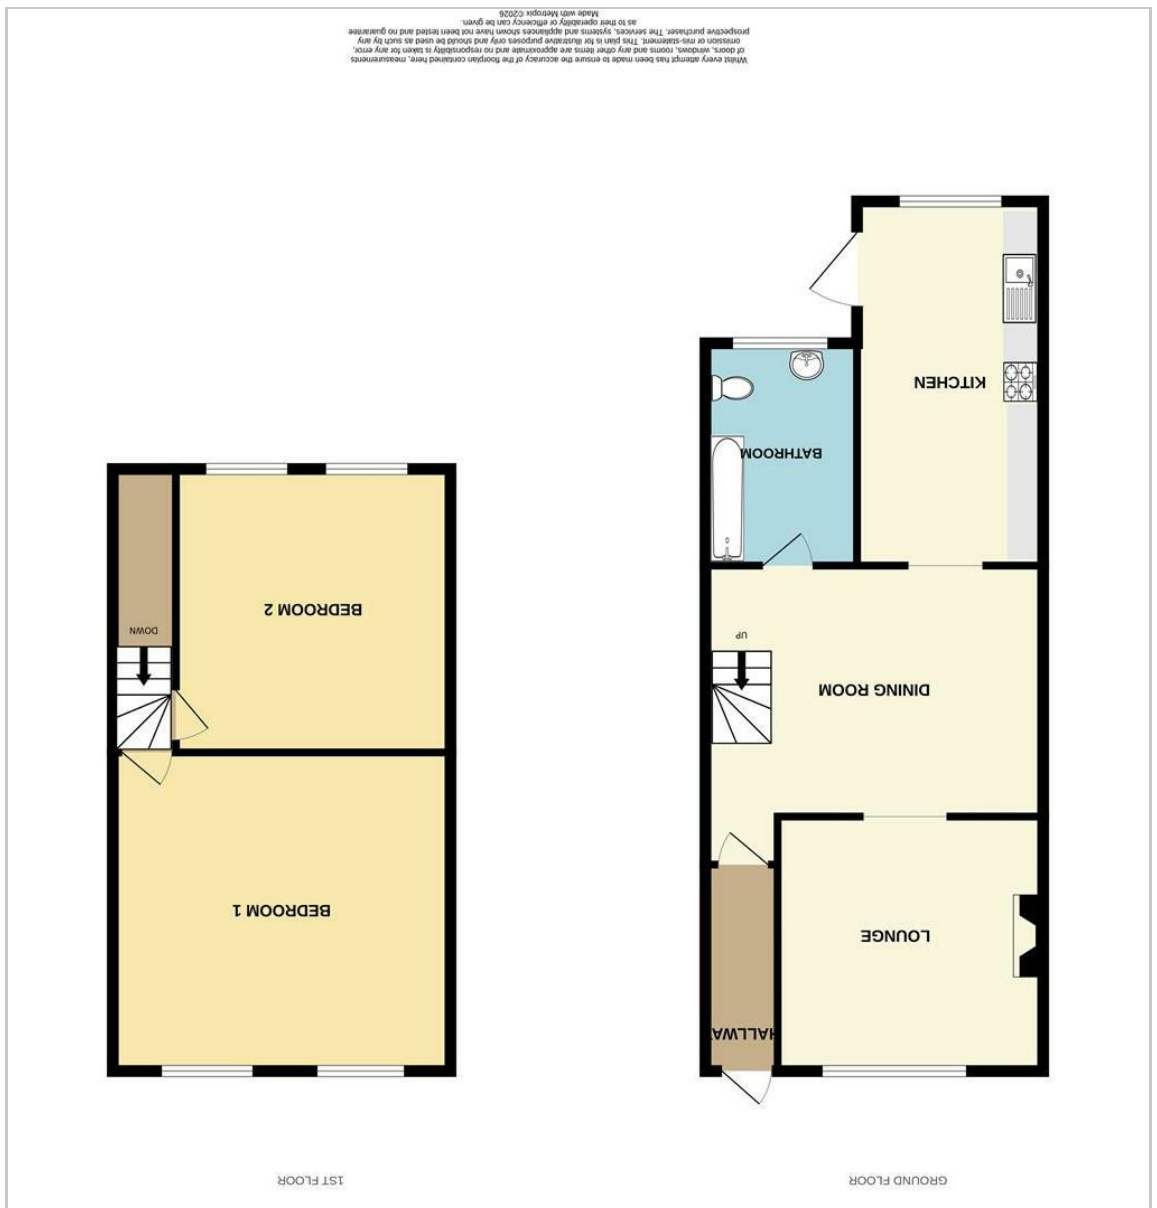 GROUND FLOOR
1ST FLOOR
HALLWAY
LOUNGE
BEDROOM 1
DINING ROOM
UP
DOWN
BEDROOM 2
BATHROOM
KITCHEN
Whilst every attempt has been made to ensure the accuracy of the floorplan contained here, measurements
of doors, windows, rooms and any other items are approximate and no responsibility is taken for any error,
omission or mis-statement. This plan is for illustrative purposes only and should be used as such by any
prospective purchaser. The services, systems and appliances shown have not been tested and no guarantee
as to their operability or efficiency can be given.
Made with Metropix ©2026